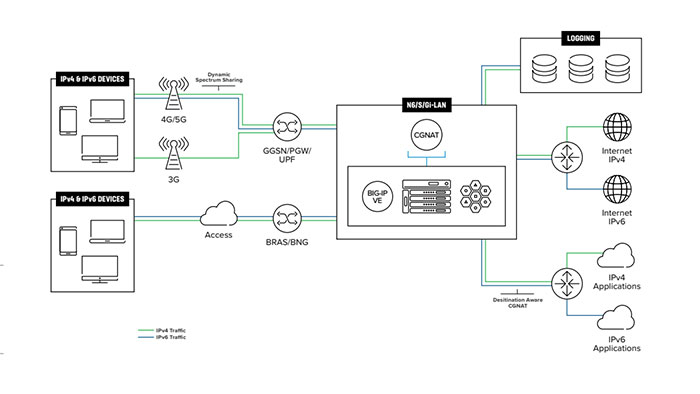 LOGGING
IPv4 & IPv6 DEVICES
Dynamic
Spectrum Sharing
4G/5G
3G
GGSN/PGW/
UPF
N6/S/Gi-LAN
CGNAT
BIG-IP
VE
Internet
IPv4
Internet
IPv6
IPv4 & IPv6 DEVICES
Access
BRAS/BNG
Desitination Aware
CGNAT
IPv4
Applications
IPv6
Applications
IPv4 Traffic
IPv6 Traffic